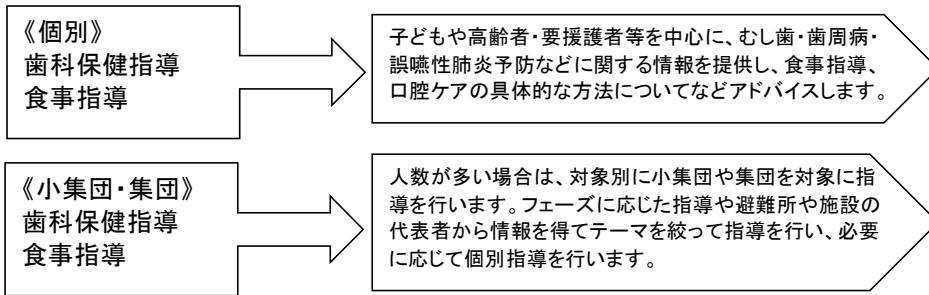 《個別》
歯科保健指導
食事指導
子どもや高齢者・要援護者等を中心に、むし歯・歯周病・
誤嚥性肺炎予防などに関する情報を提供し、食事指導、
口腔ケアの具体的な方法についてなどアドバイスします。
《小集団・集団》
歯科保健指導
食事指導
人数が多い場合は、対象別に小集団や集団を対象に指
導を行います。フェーズに応じた指導や避難所や施設の
代表者から情報を得てテーマを絞って指導を行い、必要
に応じて個別指導を行います。